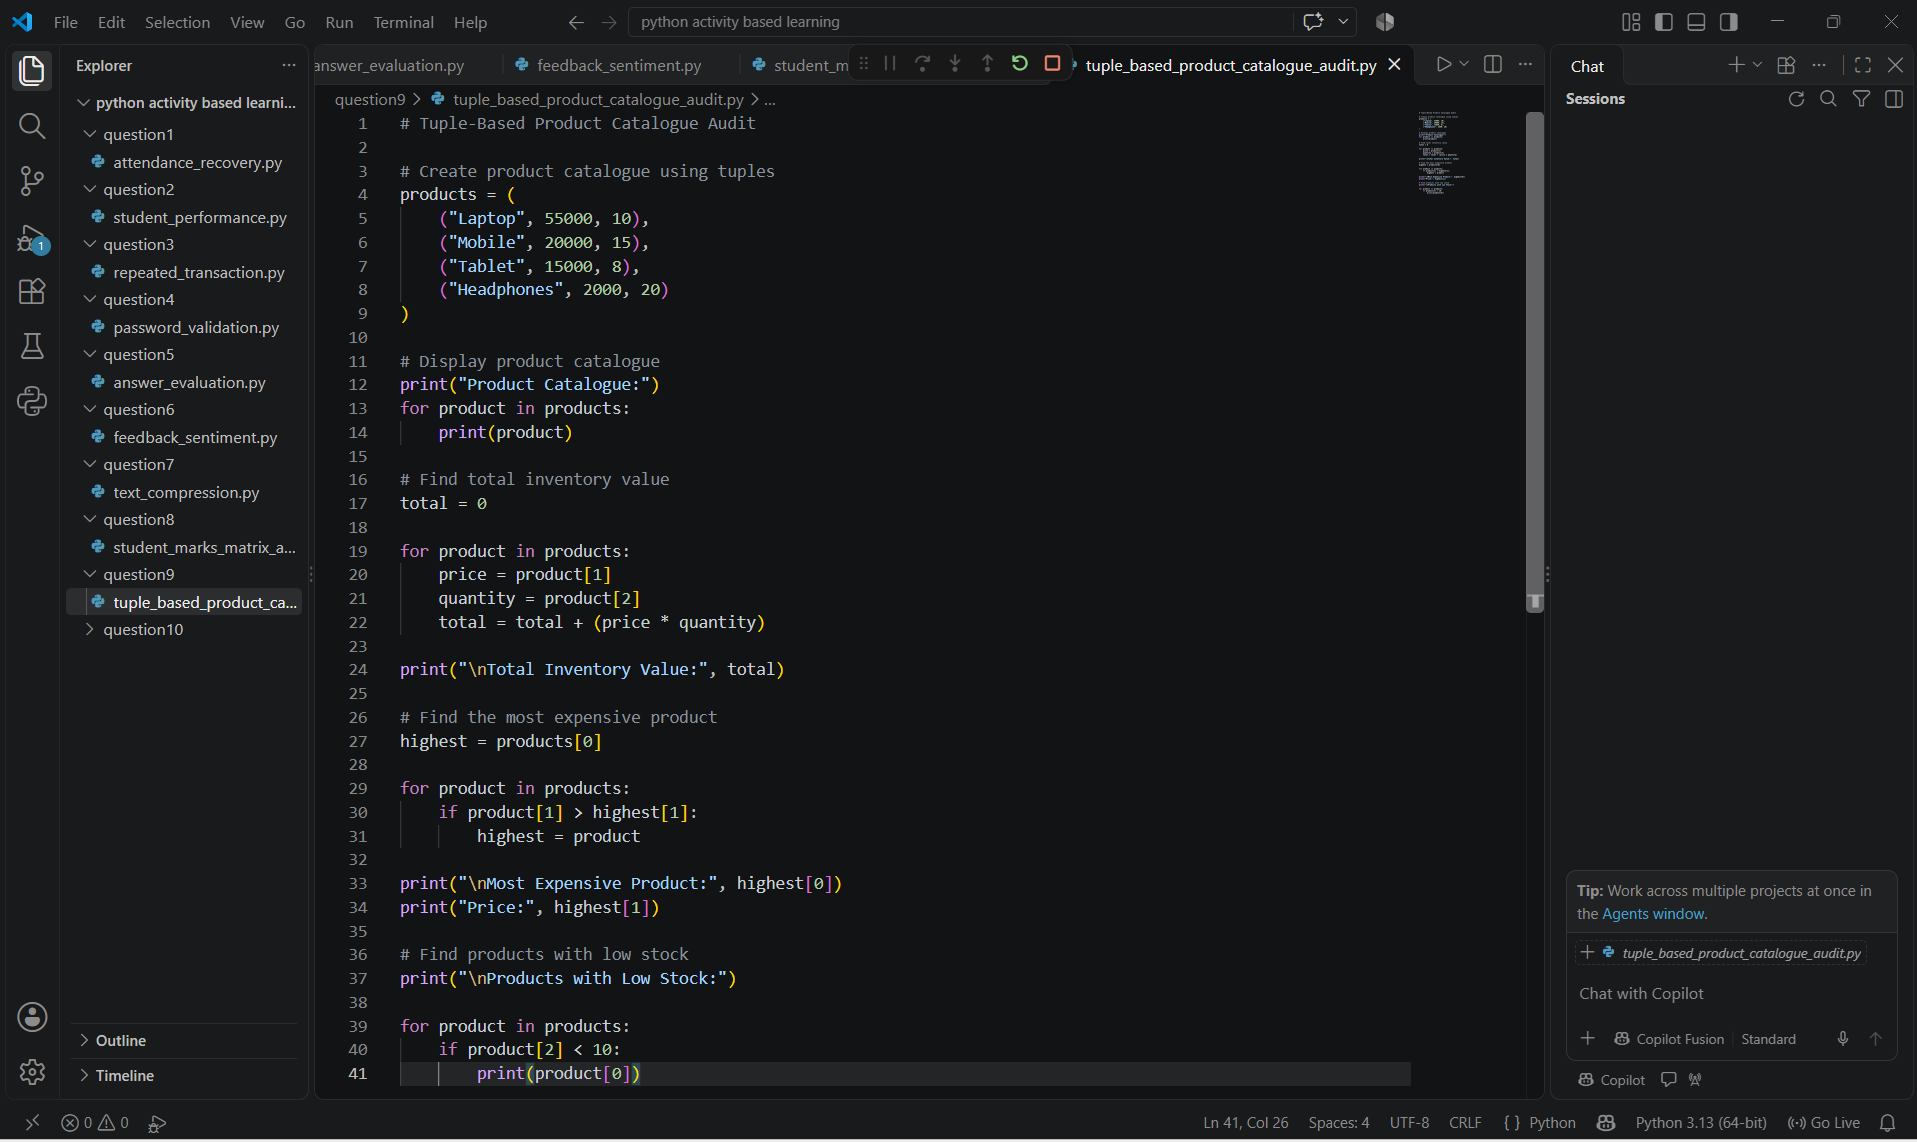 File Edit Selection View Go Run Terminal Help
python activity based learning
Explorer
python activity based learni...
question1
attendance_recovery.py
question2
student_performance.py
question3
repeated_transaction.py
question4
password_validation.py
question5
answer_evaluation.py
question6
feedback_sentiment.py
question7
text_compression.py
question8
student_marks_matrix_a...
question9
tuple_based_product_ca...
question10
Outline
Timeline
1
answer_evaluation.py feedback_sentiment.py student_m tuple_based_product_catalogue_audit.py
question9 > tuple_based_product_catalogue_audit.py > ...
1 # Tuple-Based Product Catalogue Audit
2
3 # Create product catalogue using tuples
4 products = (
5     ("Laptop", 55000, 10),
6     ("Mobile", 20000, 15),
7     ("Tablet", 15000, 8),
8     ("Headphones", 2000, 20)
9 )
10
11 # Display product catalogue
12 print("Product Catalogue:")
13 for product in products:
14     print(product)
15
16 # Find total inventory value
17 total = 0
18
19 for product in products:
20     price = product[1]
21     quantity = product[2]
22     total = total + (price * quantity)
23
24 print("\nTotal Inventory Value:", total)
25
26 # Find the most expensive product
27 highest = products[0]
28
29 for product in products:
30     if product[1] > highest[1]:
31         highest = product
32
33 print("\nMost Expensive Product:", highest[0])
34 print("Price:", highest[1])
35
36 # Find products with low stock
37 print("\nProducts with Low Stock:")
38
39 for product in products:
40     if product[2] < 10:
41         print(product[0])
Chat
Sessions
Tip: Work across multiple projects at once in
the Agents window.
tuple_based_product_catalogue_audit.py
Chat with Copilot
Copilot Fusion Standard
Copilot
0 0
Ln 41, Col 26 Spaces: 4 UTF-8 CRLF { } Python Python 3.13 (64-bit) Go Live